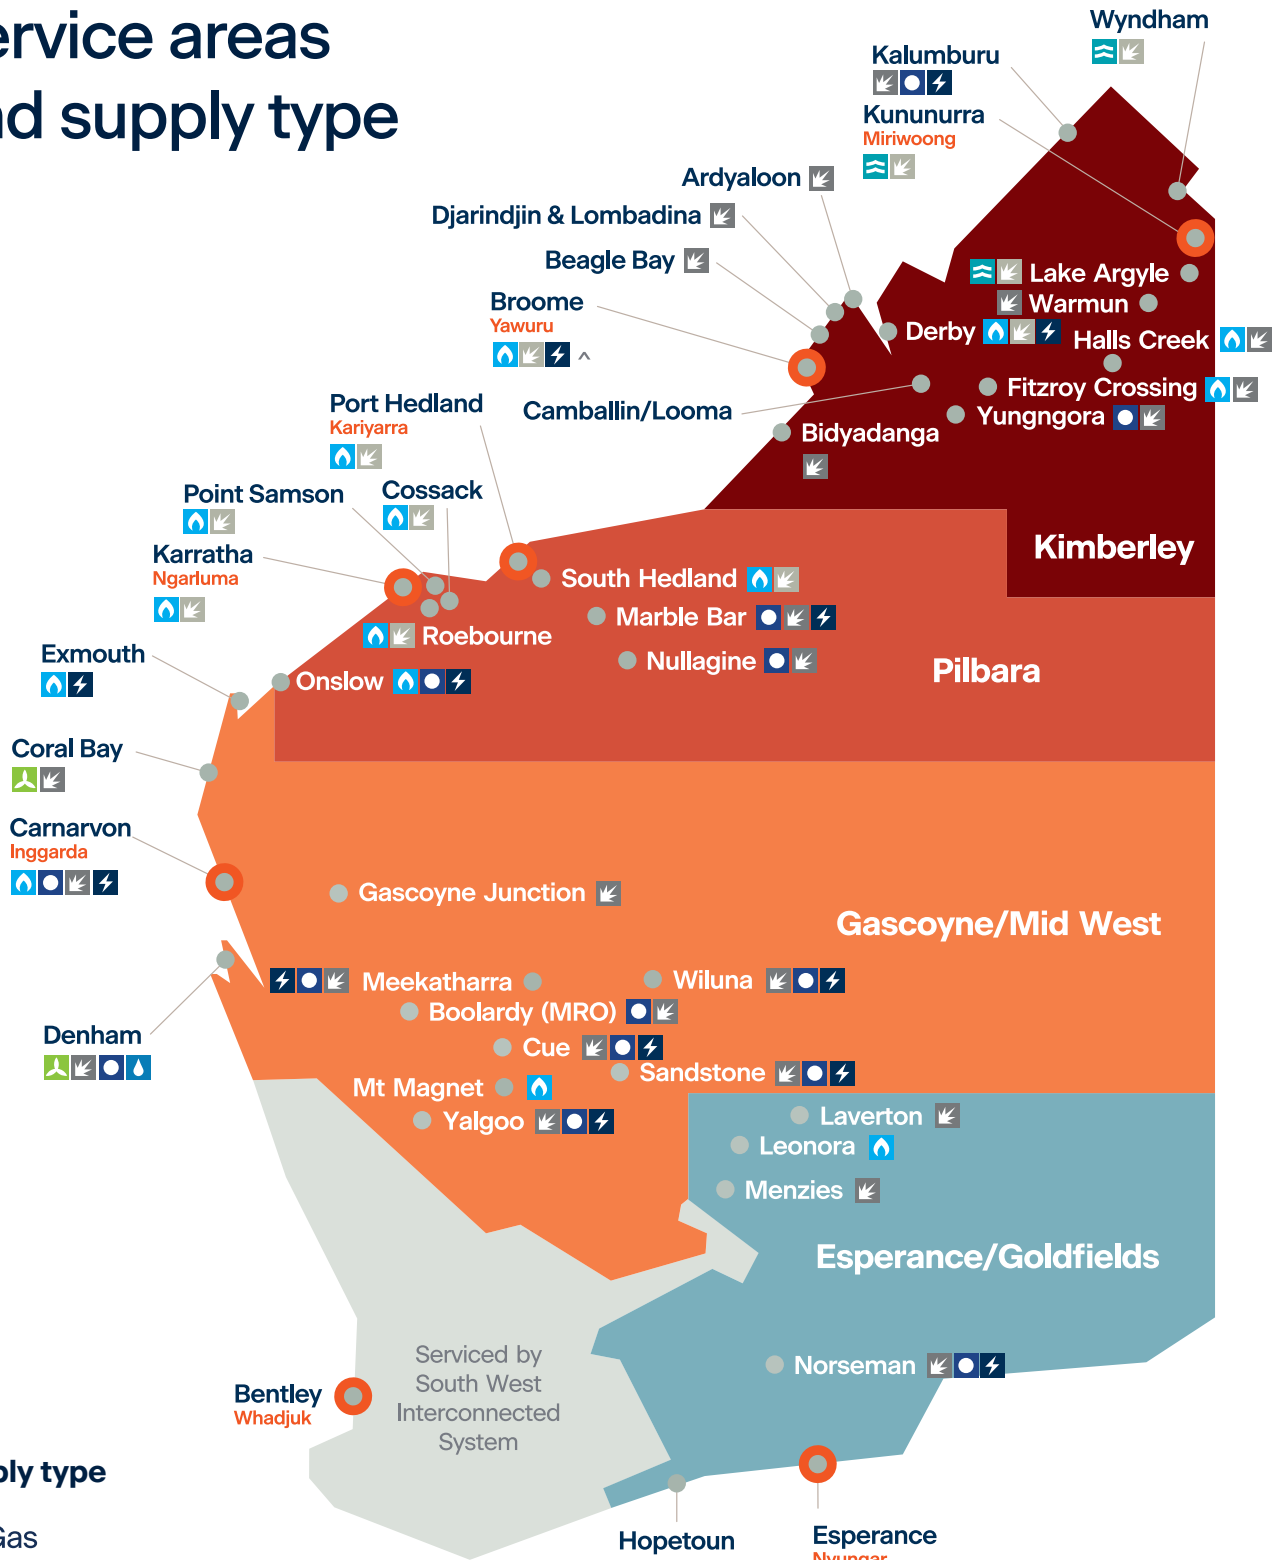 ervice areas
nd supply type
Wyndham
Kalumburu
Kununurra
Miriwoong
Ardyaloon
Djarindjin & Lombadina
Beagle Bay
Broome
Yawuru
^
Lake Argyle
Warmun
Derby
Halls Creek
Fitzroy Crossing
Yungngora
Camballin/Looma
Bidyadanga
Port Hedland
Kariyarra
Point Samson
Cossack
Karratha
Ngarluma
Kimberley
South Hedland
Marble Bar
Roebourne
Nullagine
Pilbara
Exmouth
Onslow
Coral Bay
Carnarvon
Inggarda
Gascoyne Junction
Gascoyne/Mid West
Meekatharra
Wiluna
Boolardy (MRO)
Denham
Cue
Sandstone
Mt Magnet
Yalgoo
Laverton
Leonora
Menzies
Esperance/Goldfields
Serviced by
South West
Interconnected
System
Norseman
Bentley
Whadjuk
ply type
Gas
Hopetoun
Esperance
Nyungar